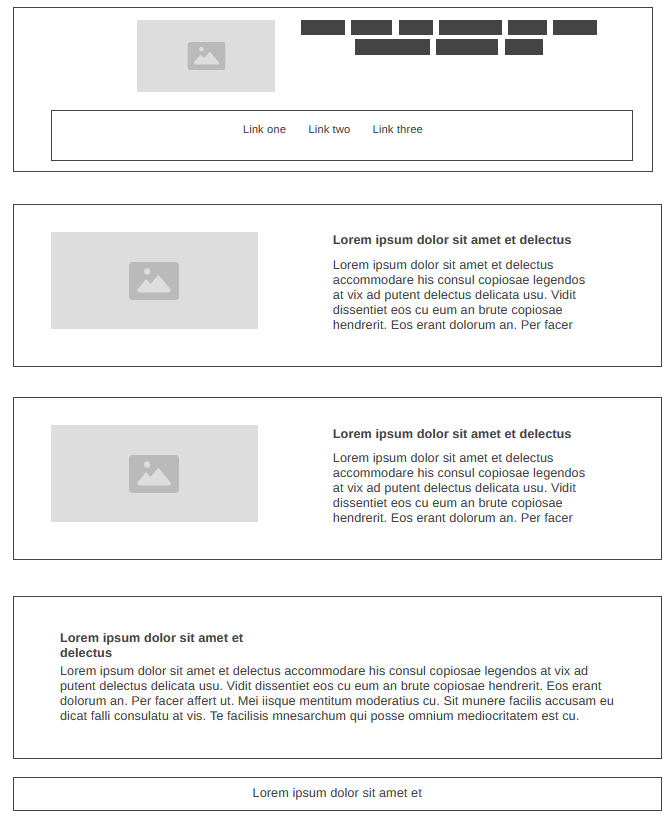 Link one Link two Link three
Lorem ipsum dolor sit amet et delectus
Lorem ipsum dolor sit amet et delectus
accommodare his consul copiosae legendos
at vix ad putent delectus delicata usu. Vidit
dissentiet eos cu eum an brute copiosae
hendrerit. Eos erant dolorum an. Per facer
Lorem ipsum dolor sit amet et delectus
Lorem ipsum dolor sit amet et delectus
accommodare his consul copiosae legendos
at vix ad putent delectus delicata usu. Vidit
dissentiet eos cu eum an brute copiosae
hendrerit. Eos erant dolorum an. Per facer
Lorem ipsum dolor sit amet et
delectus
Lorem ipsum dolor sit amet et delectus accommodare his consul copiosae legendos at vix ad
putent delectus delicata usu. Vidit dissentiet eos cu eum an brute copiosae hendrerit. Eos erant
dolorum an. Per facer affert ut. Mei iisque mentitum moderatius cu. Sit munere facilis accusam eu
dicat falli consulatu at vis. Te facilisis mnesarchum qui posse omnium mediocritatem est cu.
Lorem ipsum dolor sit amet et